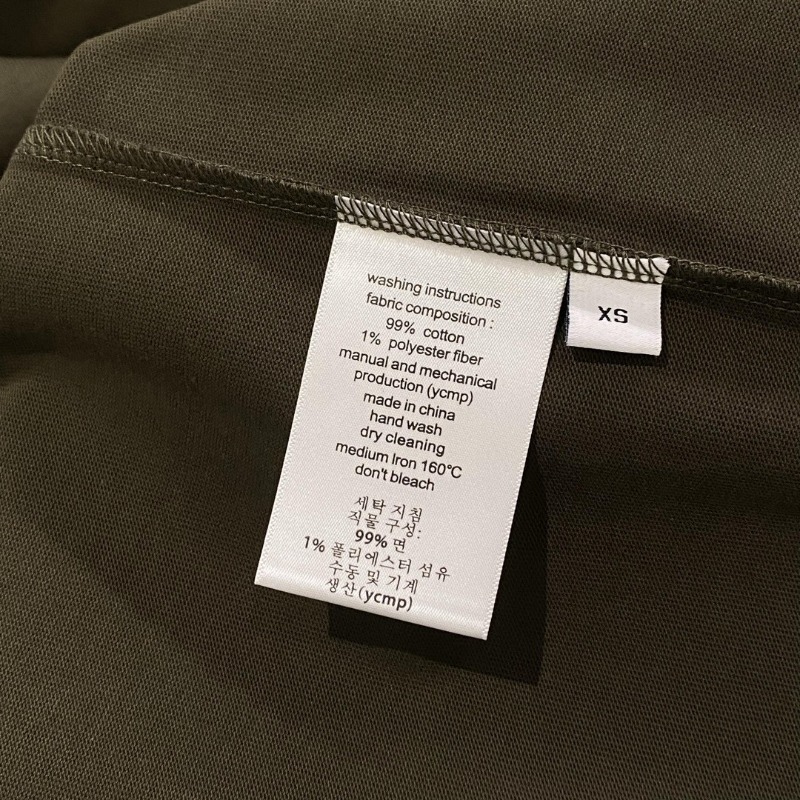 washing instructions
fabric composition :
99% cotton
1% polyester fiber
manual and mechanical
production (ycmp)
made in china
hand wash
dry cleaning
medium Iron 160°C
don't bleach
세탁 지침
직물 구성:
99% 면
1% 폴리에스터 섬유
수동 및 기계
생산(ycmp)
XS